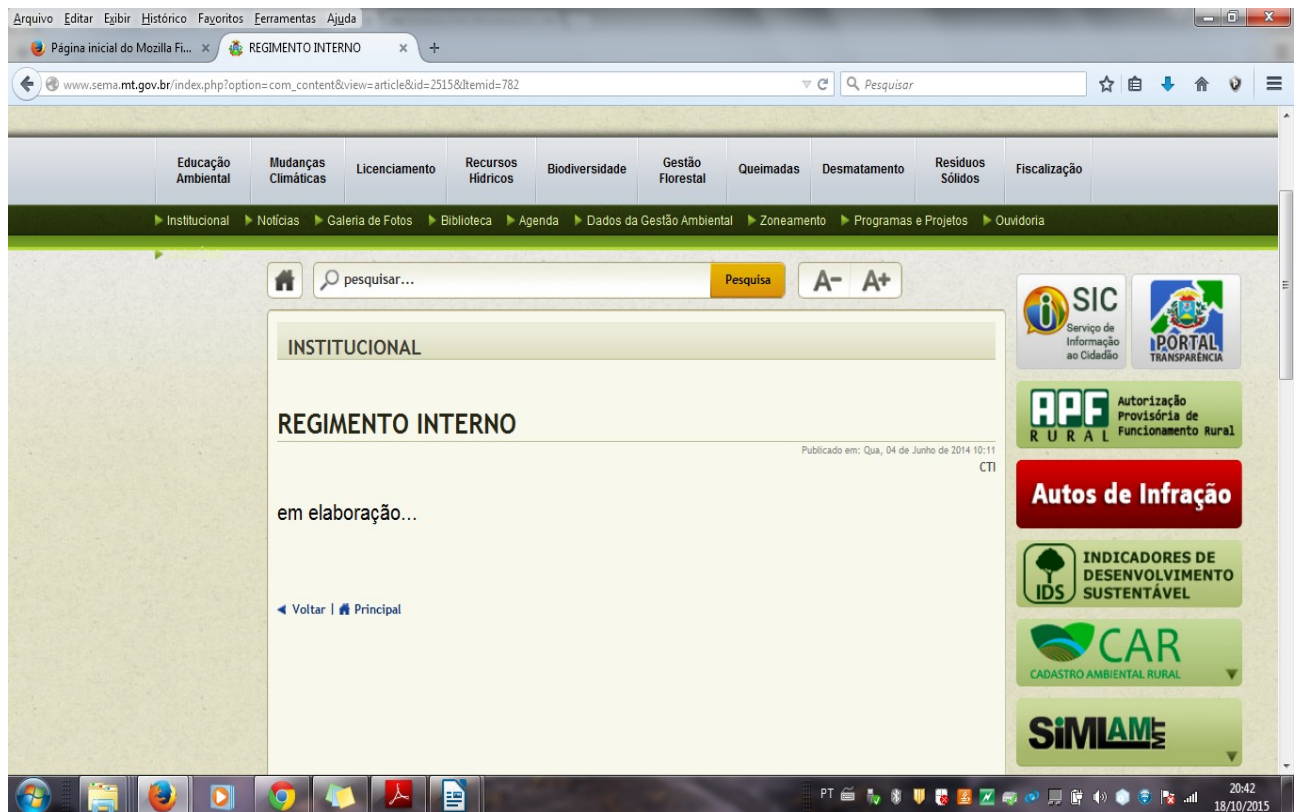 Arquivo Editar Exibir Histórico Favoritos Ferramentas Ajuda
Página inicial do Mozilla Fi... × REGIMENTO INTERNO × +
www.sema.mt.gov.br/index.php?option=com_content&view=article&id=2515&Itemid=782 Pesquisar
Educação Ambiental
Mudanças Climáticas
Licenciamento
Recursos Hídricos
Biodiversidade
Gestão Florestal
Queimadas
Desmatamento
Resíduos Sólidos
Fiscalização
Institucional Notícias Galeria de Fotos Biblioteca Agenda Dados da Gestão Ambiental Zoneamento Programas e Projetos Ouvidoria
pesquisar... Pesquisa A- A+
INSTITUCIONAL
REGIMENTO INTERNO
Publicado em: Qua, 04 de Junho de 2014 10:11
CTI
em elaboração...
Voltar | Principal
SIC
Serviço de
Informação
ao Cidadão
PORTAL
TRANSPARÊNCIA
APF
RURAL
Autorização
Provisória de
Funcionamento Rural
Autos de Infração
IDS
INDICADORES DE
DESENVOLVIMENTO
SUSTENTÁVEL
CAR
CADASTRO AMBIENTAL RURAL
SiMLAM MT
PT
20:42
18/10/2015